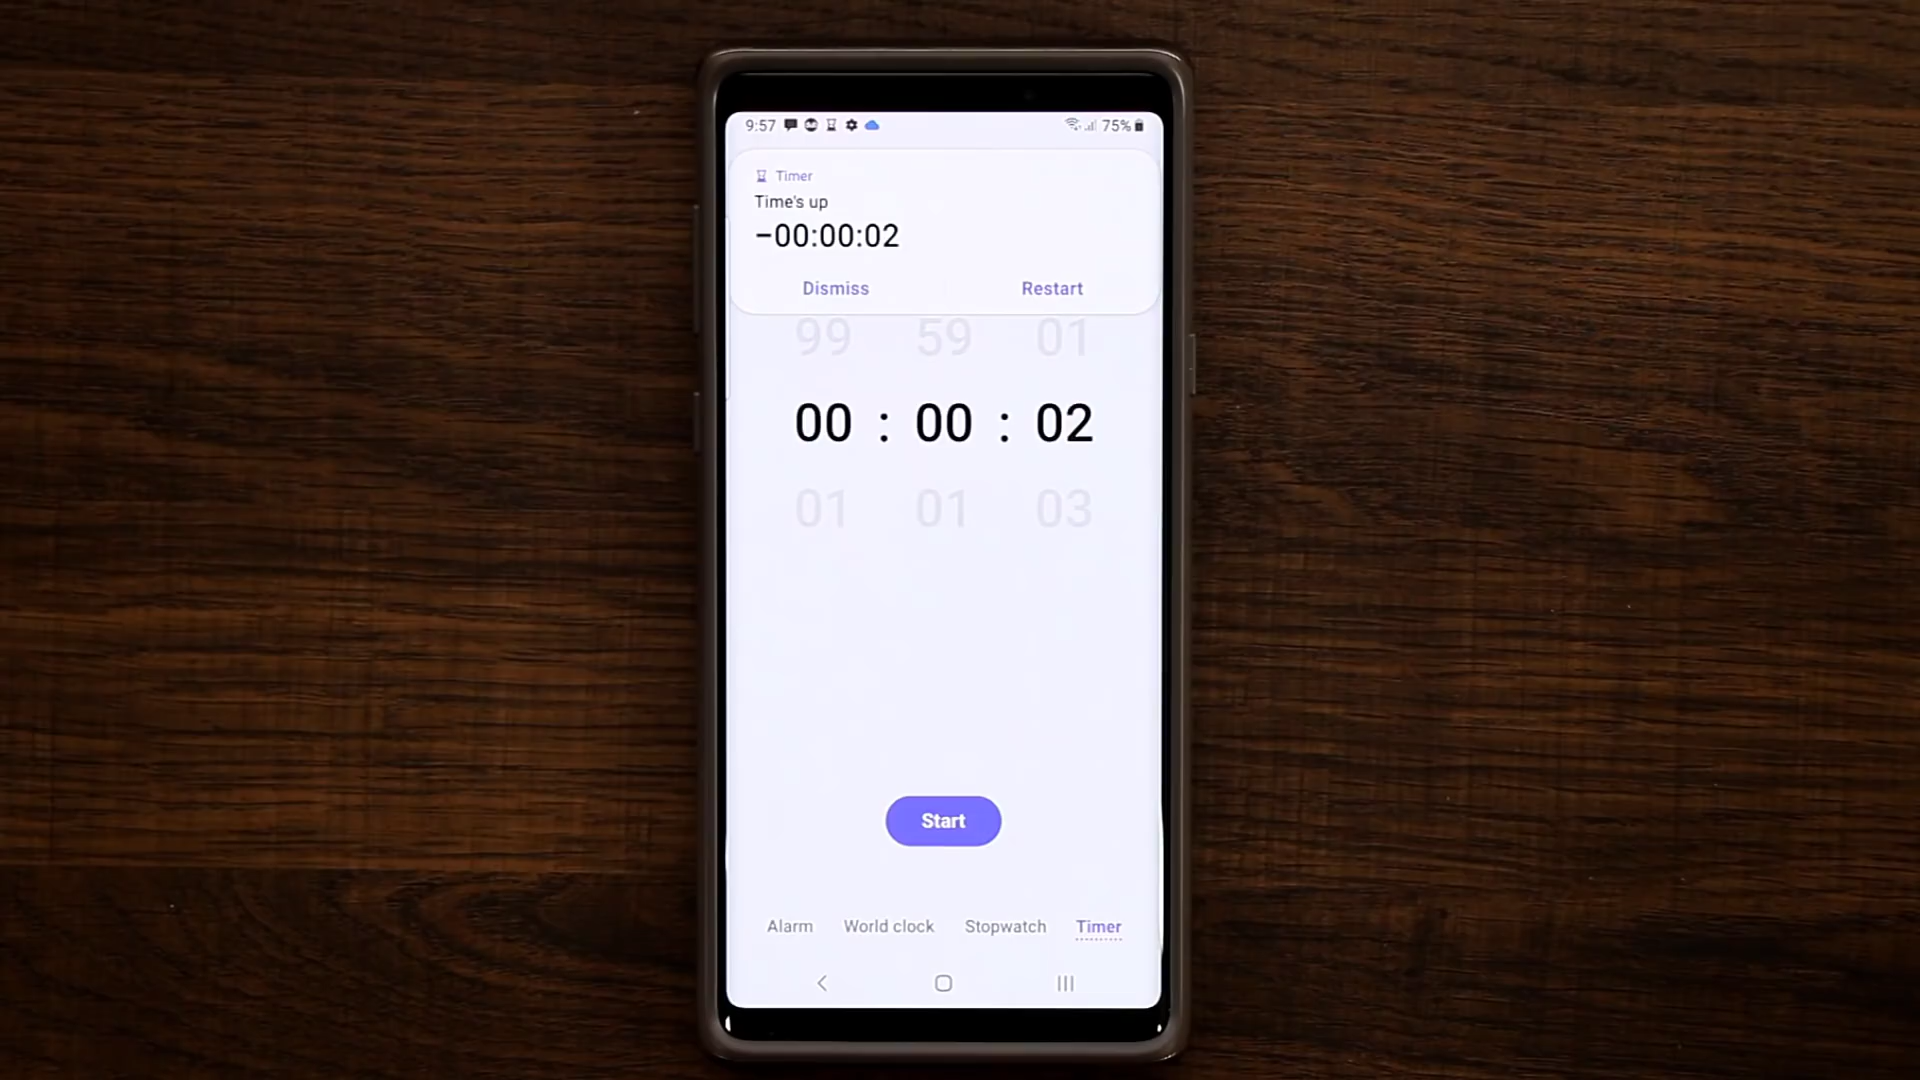 9:57 75%
Timer
Time's up
−00:00:02
Dismiss Restart
99 59 01
00 : 00 : 02
01 01 03
Start
Alarm World clock Stopwatch Timer